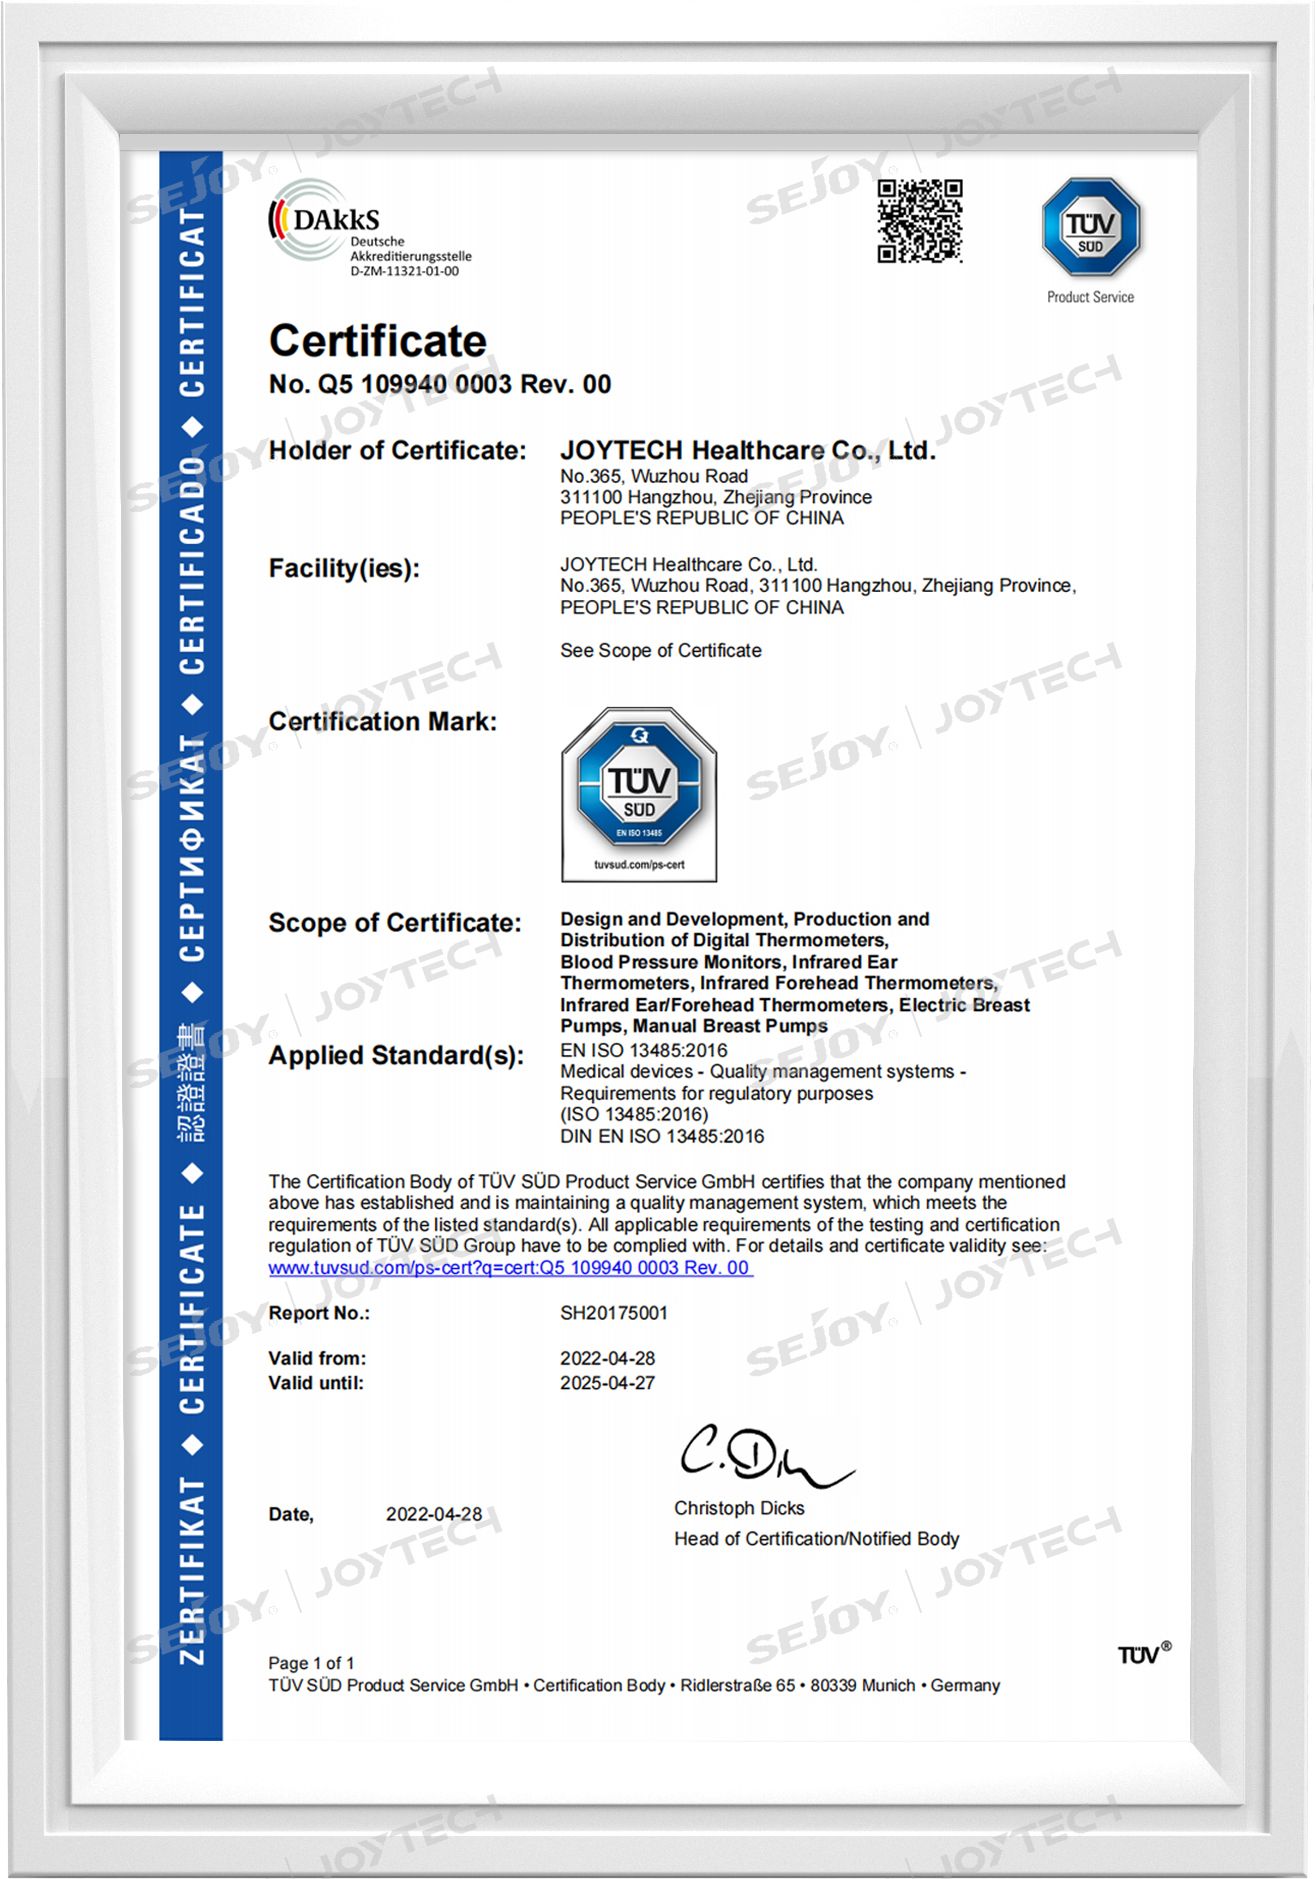 DAkkS
Deutsche
Akkreditierungsstelle
D-ZM-11321-01-00
TÜV
SÜD
Product Service
Certificate
No. Q5 109940 0003 Rev. 00
Holder of Certificate: JOYTECH Healthcare Co., Ltd.
No.365, Wuzhou Road
311100 Hangzhou, Zhejiang Province
PEOPLE'S REPUBLIC OF CHINA
Facility(ies): JOYTECH Healthcare Co., Ltd.
No.365, Wuzhou Road, 311100 Hangzhou, Zhejiang Province,
PEOPLE'S REPUBLIC OF CHINA
See Scope of Certificate
Certification Mark:
TÜV
SÜD
EN ISO 13485
tuvsud.com/ps-cert
Scope of Certificate: Design and Development, Production and
Distribution of Digital Thermometers,
Blood Pressure Monitors, Infrared Ear
Thermometers, Infrared Forehead Thermometers,
Infrared Ear/Forehead Thermometers, Electric Breast
Pumps, Manual Breast Pumps
Applied Standard(s): EN ISO 13485:2016
Medical devices - Quality management systems -
Requirements for regulatory purposes
(ISO 13485:2016)
DIN EN ISO 13485:2016
The Certification Body of TÜV SÜD Product Service GmbH certifies that the company mentioned
above has established and is maintaining a quality management system, which meets the
requirements of the listed standard(s). All applicable requirements of the testing and certification
regulation of TÜV SÜD Group have to be complied with. For details and certificate validity see:
www.tuvsud.com/ps-cert?q=cert:Q5 109940 0003 Rev. 00
Report No.: SH20175001
Valid from: 2022-04-28
Valid until: 2025-04-27
Date, 2022-04-28
Christoph Dicks
Head of Certification/Notified Body
Page 1 of 1
TÜV SÜD Product Service GmbH • Certification Body • Ridlerstraße 65 • 80339 Munich • Germany
TÜV®
ZERTIFIKAT ◆ CERTIFICATE ◆ 認證證書 ◆ СЕРТИФИКАТ ◆ CERTIFICADO ◆ CERTIFICAT
SEJOY | JOYTECH